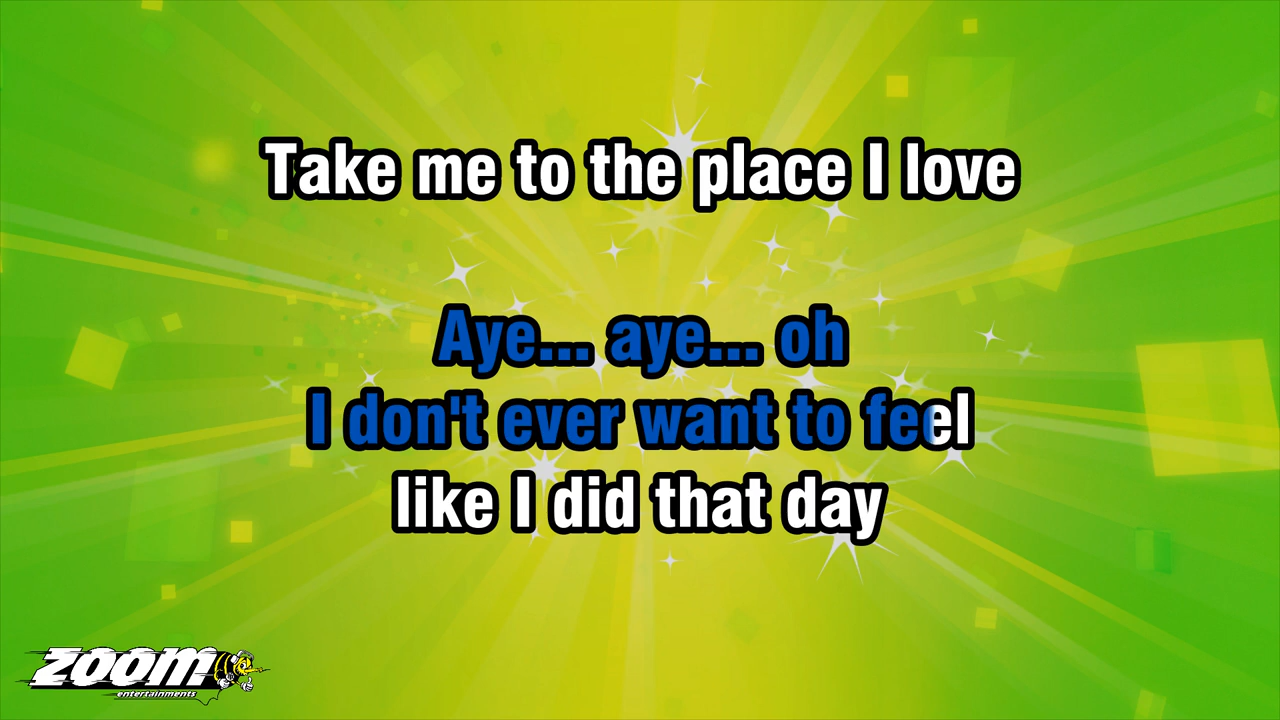 Take me to the place I love
Aye... aye... oh
I don't ever want to feel
like I did that day
zoom
entertainments